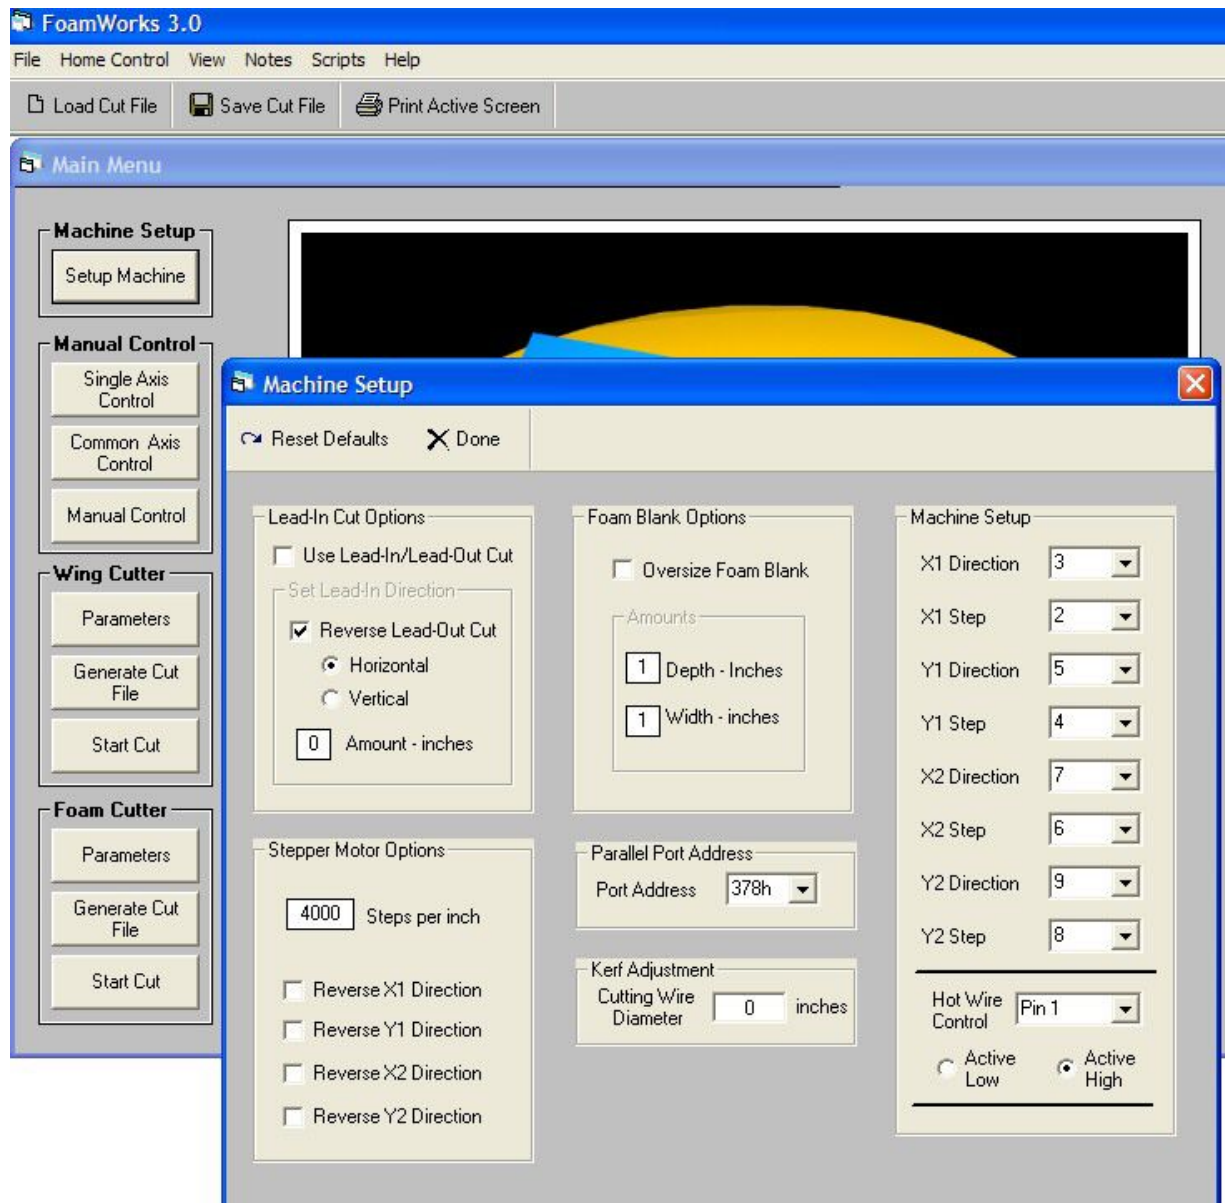 FoamWorks 3.0
File Home Control View Notes Scripts Help
Load Cut File Save Cut File Print Active Screen
Main Menu
Machine Setup
Setup Machine
Manual Control
Single Axis
Control
Common Axis
Control
Manual Control
Wing Cutter
Parameters
Generate Cut
File
Start Cut
Foam Cutter
Parameters
Generate Cut
File
Start Cut
Machine Setup
Reset Defaults Done
Lead-In Cut Options
Use Lead-In/Lead-Out Cut
Set Lead-In Direction
Reverse Lead-Out Cut
Horizontal
Vertical
0 Amount - inches
Stepper Motor Options
4000 Steps per inch
Reverse X1 Direction
Reverse Y1 Direction
Reverse X2 Direction
Reverse Y2 Direction
Foam Blank Options
Oversize Foam Blank
Amounts
1 Depth - Inches
1 Width - inches
Parallel Port Address
Port Address 378h
Kerf Adjustment
Cutting Wire
Diameter 0 inches
Machine Setup
X1 Direction 3
X1 Step 2
Y1 Direction 5
Y1 Step 4
X2 Direction 7
X2 Step 6
Y2 Direction 9
Y2 Step 8
Hot Wire
Control Pin 1
Active
Low
Active
High